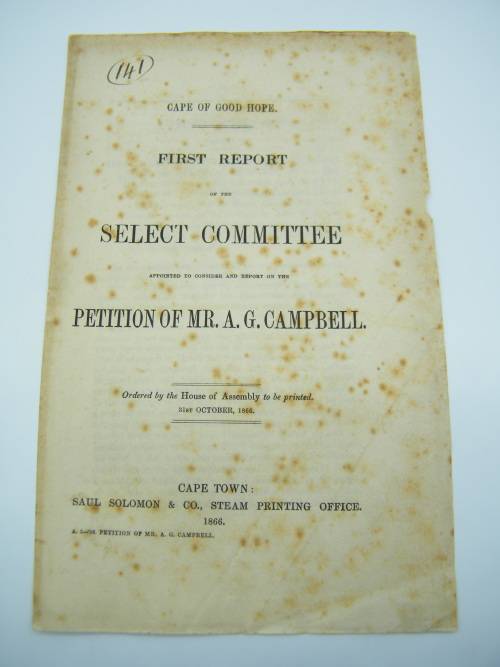 141
CAPE OF GOOD HOPE.
FIRST REPORT
OF THE
SELECT COMMITTEE
APPOINTED TO CONSIDER AND REPORT ON THE
PETITION OF MR. A. G. CAMPBELL.
Ordered by the House of Assembly to be printed.
31ST OCTOBER, 1866.
CAPE TOWN:
SAUL SOLOMON & CO., STEAM PRINTING OFFICE.
1866.
PETITION OF MR. A. G. CAMPBELL.